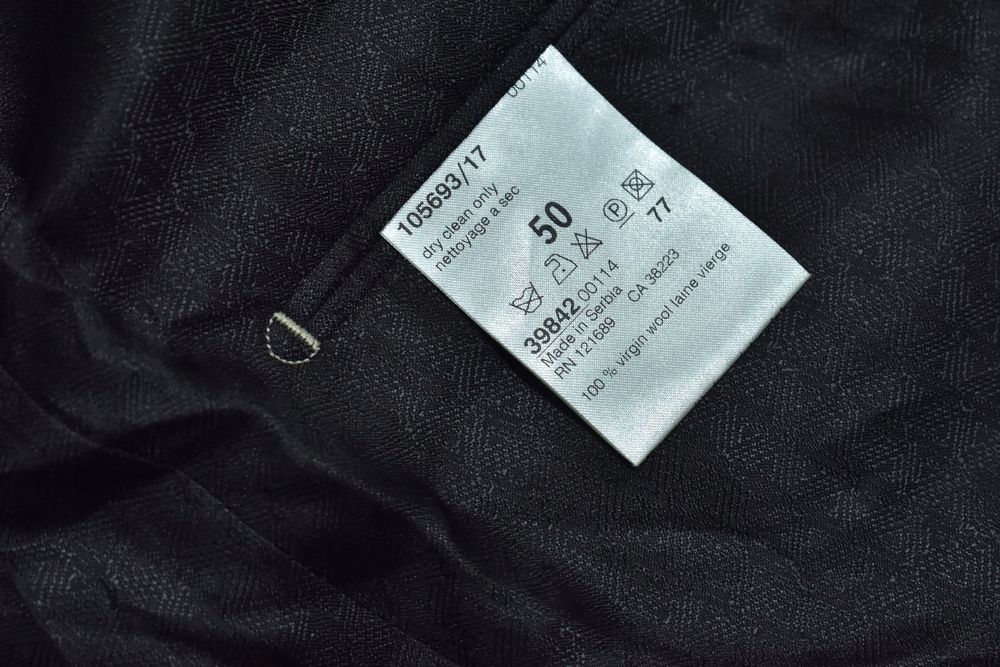 00114
105693/17
dry clean only
nettoyage a sec
50
P
77
39842 00114
Made in Serbia
RN 121689 CA 38223
100 % virgin wool laine vierge